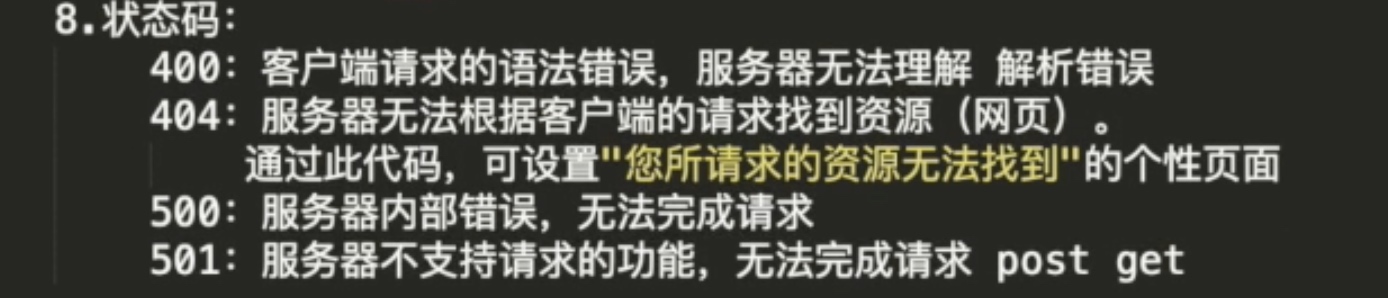 8.状态码:
400: 客户端请求的语法错误，服务器无法理解 解析错误
404: 服务器无法根据客户端的请求找到资源（网页）。
通过此代码，可设置"您所请求的资源无法找到"的个性页面
500: 服务器内部错误，无法完成请求
501: 服务器不支持请求的功能，无法完成请求 post get